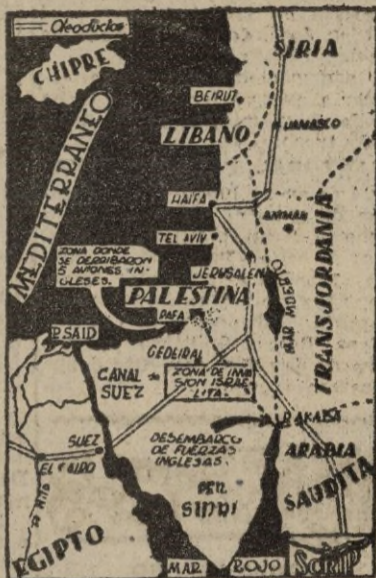 Oleoductos
CHIPRE
SIRIA
BEIRUT
DAMASCO
LIBANO
MEDITERRANEO
HAIFA
AMMAN
TEL AVIV
ZONA DONDE
SE DERRIBARON
5 AVIONES IN-
GLESES.
JERUSALEN
MAR MUERTO
TRANSJORDANIA
PALESTINA
RAFA
P. SAID
CANAL
SUEZ
ZONA DE INVA
SION ISRAE
LITA.
AKABA
SUEZ
DESEMBARCO
DE FUERZAS
INGLESAS.
ARABIA
SAUDITA
EL CAIRO
SINAI
EGIPTO
MAR ROJO